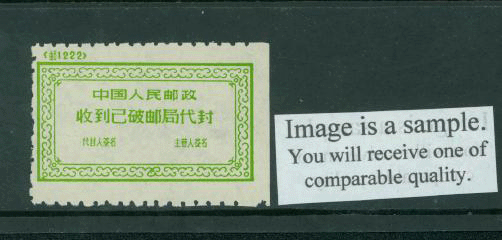 (邮1222)
中国人民邮政
收到已破邮局代封
代封人签名 主管人签名
Image is a sample.
You will receive one of
comparable quality.